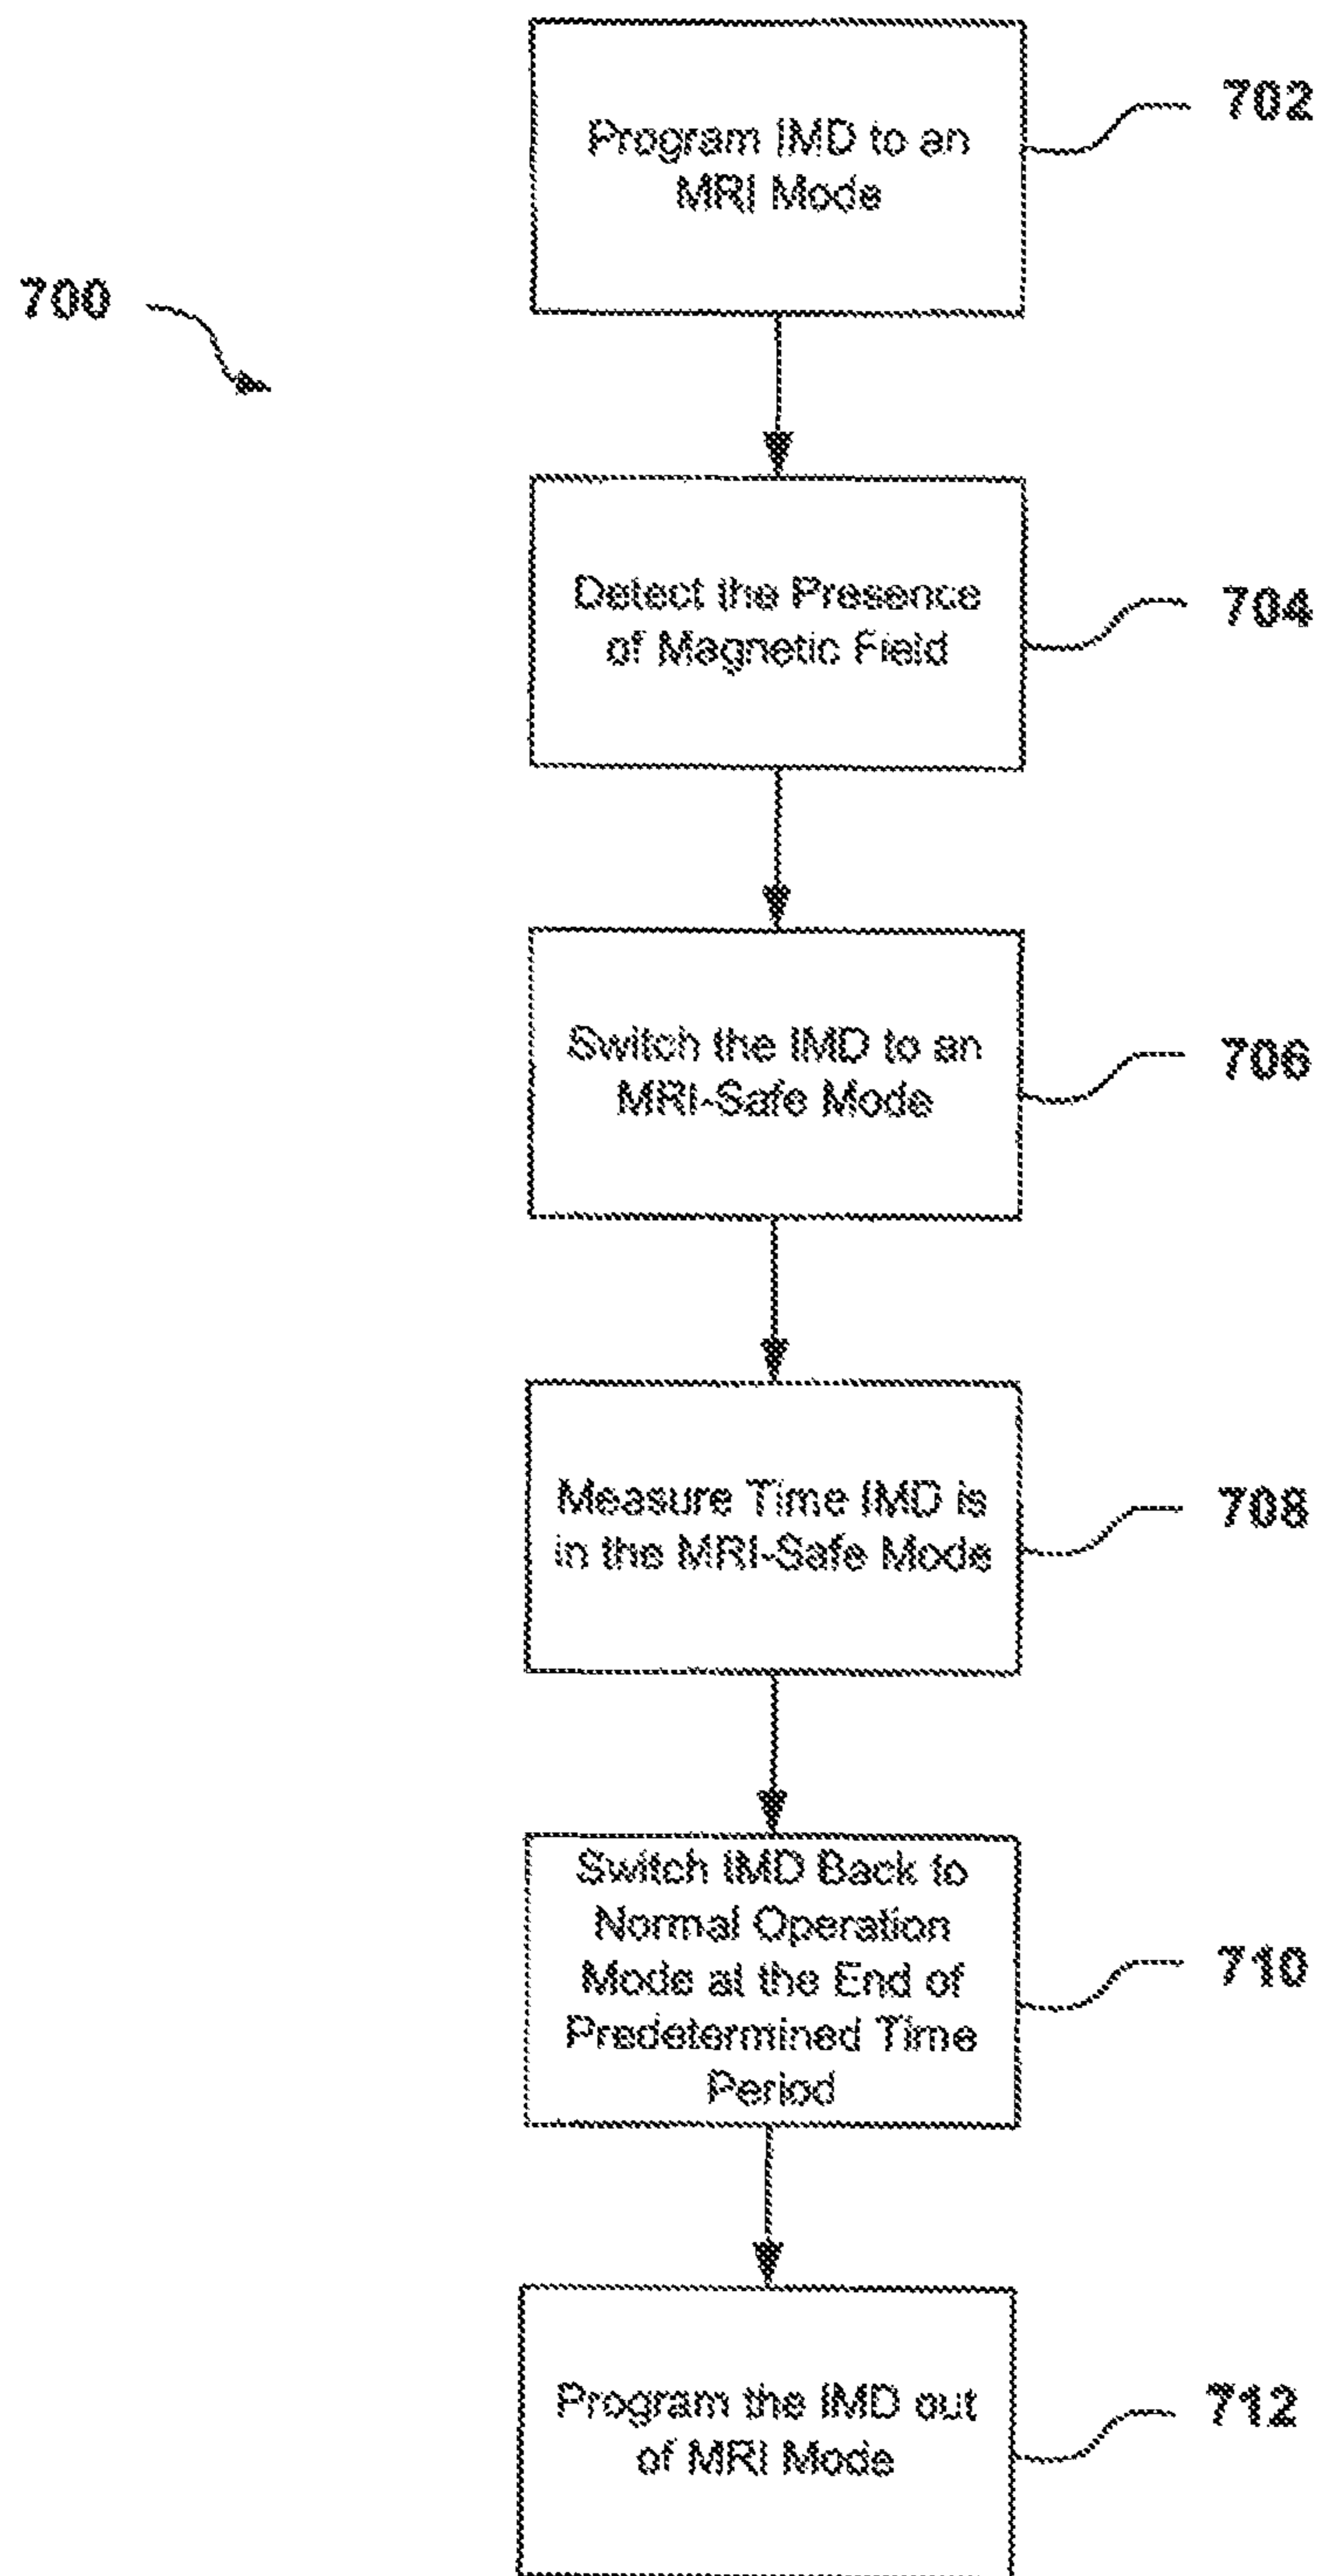 702
Program IMD to an
MRI Mode
700
Detect the Presence
of Magnetic Field
704
Switch the IMD to an
MRI-Safe Mode
706
Measure Time IMD is
in the MRI-Safe Mode
708
Switch IMD Back to
Normal Operation
Mode at the End of
Predetermined Time
Period
710
Program the IMD out
of MRI Mode
712